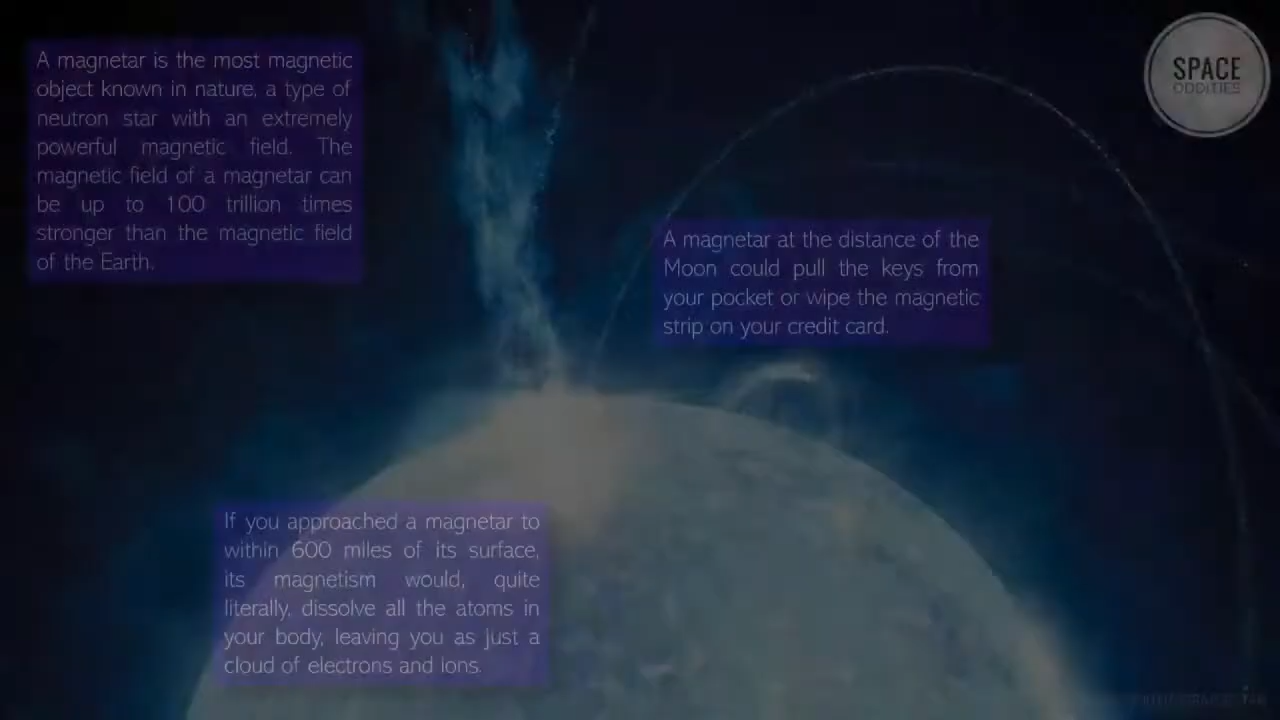 A magnetar is the most magnetic
object known in nature, a type of
neutron star with an extremely
powerful magnetic field. The
magnetic field of a magnetar can
be up to 100 trillion times
stronger than the magnetic field
of the Earth.
SPACE
ODDITIES
A magnetar at the distance of the
Moon could pull the keys from
your pocket or wipe the magnetic
strip on your credit card.
If you approached a magnetar to
within 600 miles of its surface,
its magnetism would, quite
literally, dissolve all the atoms in
your body, leaving you as just a
cloud of electrons and ions.